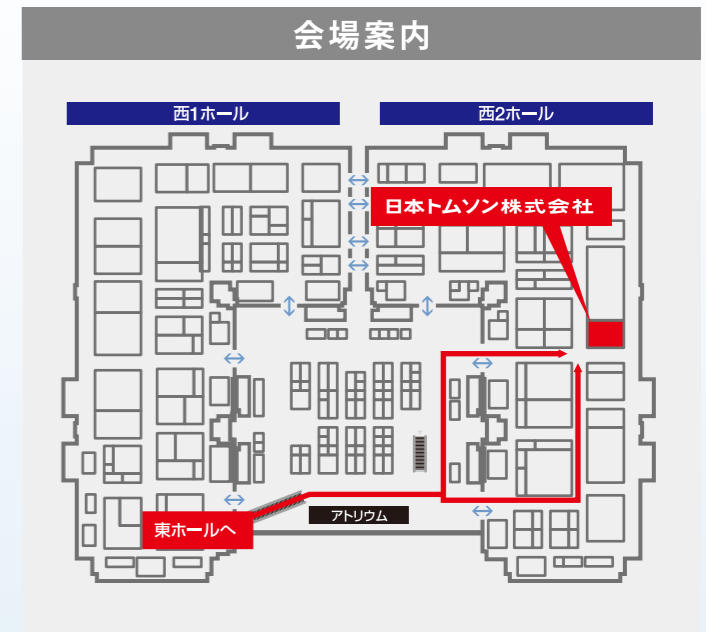 会場案内
西1ホール
西2ホール
日本トムソン株式会社
アトリウム
東ホールへ